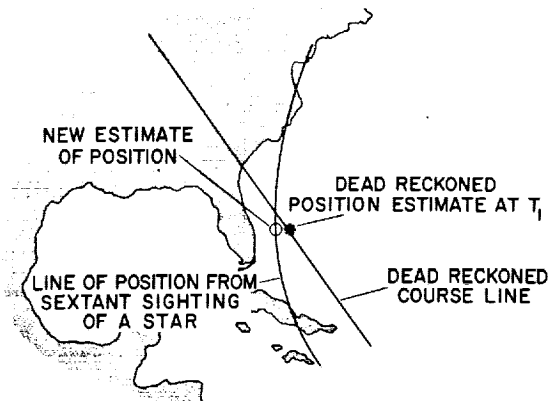 NEW ESTIMATE
OF POSITION
DEAD RECKONED
POSITION ESTIMATE AT T₁
LINE OF POSITION FROM
SEXTANT SIGHTING
OF A STAR
DEAD RECKONED
COURSE LINE